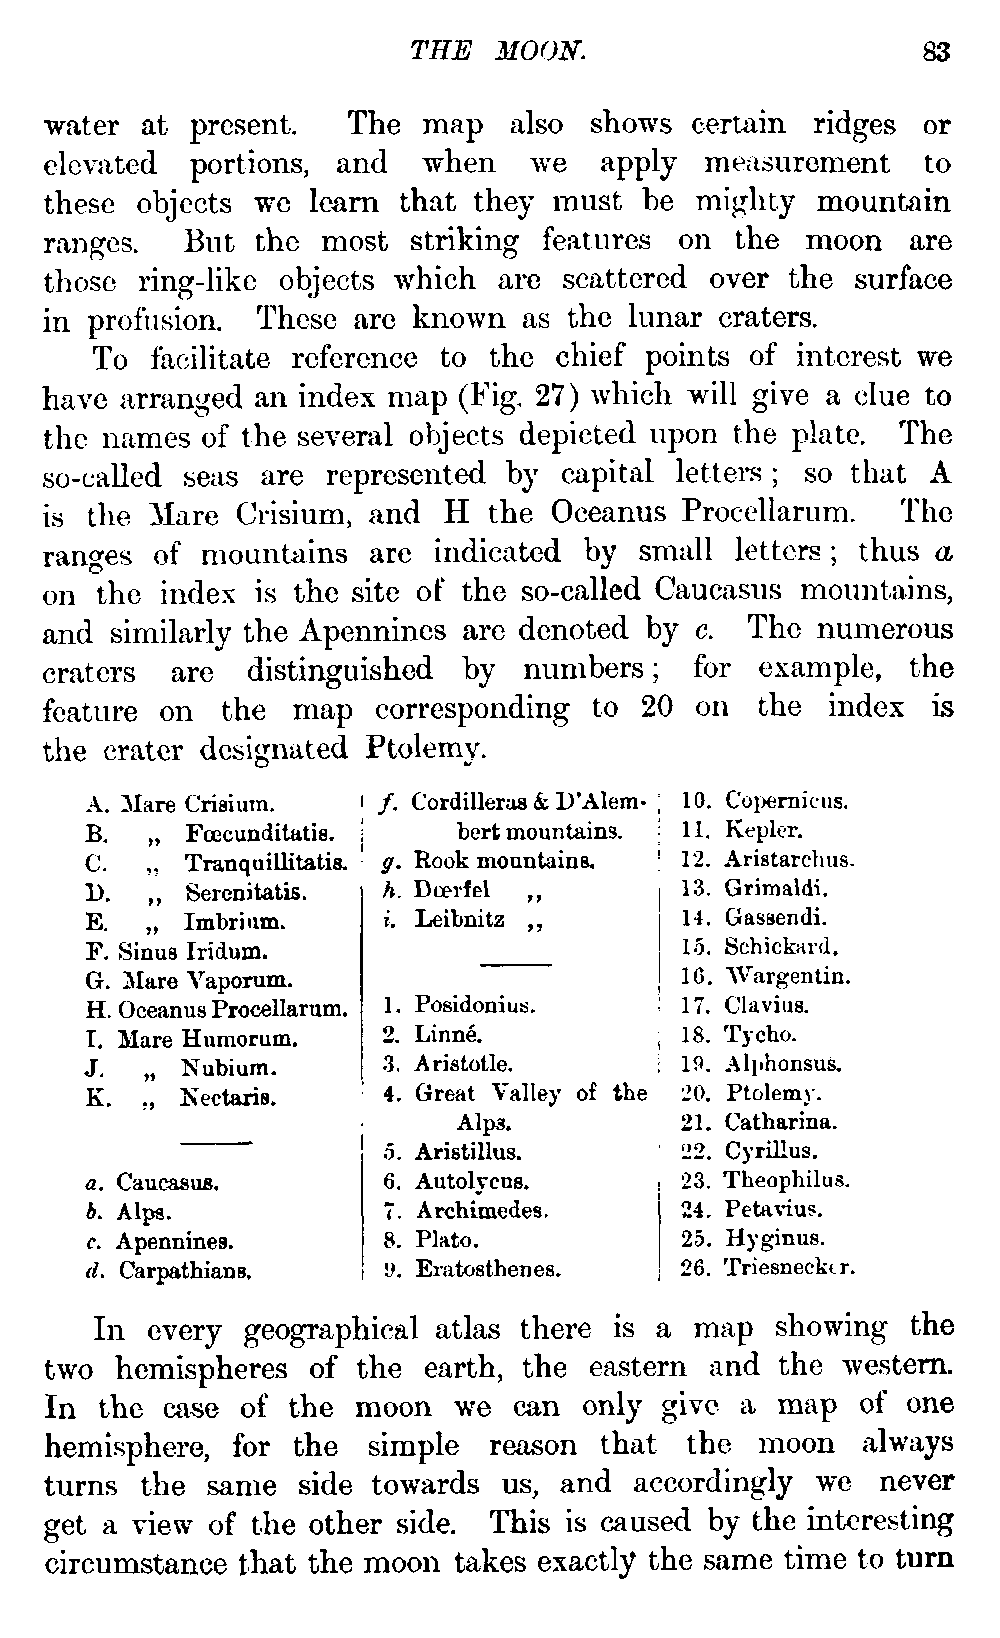 THE MOON. 83
water at present. The map also shows certain ridges or
elevated portions, and when we apply measurement to
these objects we learn that they must be mighty mountain
ranges. But the most striking features on the moon are
those ring-like objects which are scattered over the surface
in profusion. These are known as the lunar craters.
To facilitate reference to the chief points of interest we
have arranged an index map (Fig. 27) which will give a clue to
the names of the several objects depicted upon the plate. The
so-called seas are represented by capital letters; so that A
is the Mare Crisium, and H the Oceanus Procellarum. The
ranges of mountains are indicated by small letters; thus a
on the index is the site of the so-called Caucasus mountains,
and similarly the Apennines are denoted by c. The numerous
craters are distinguished by numbers; for example, the
feature on the map corresponding to 20 on the index is
the crater designated Ptolemy.
A. Mare Crisium.
B. „ Fœcunditatis.
C. „ Tranquillitatis.
D. „ Serenitatis.
E. „ Imbrium.
F. Sinus Iridum.
G. Mare Vaporum.
H. Oceanus Procellarum.
I. Mare Humorum.
J. „ Nubium.
K. „ Nectaris.
a. Caucasus.
b. Alps.
c. Apennines.
d. Carpathians.
f. Cordilleras & D'Alem-
bert mountains.
g. Rook mountains.
h. Dœrfel „
i. Leibnitz „
1. Posidonius.
2. Linné.
3. Aristotle.
4. Great Valley of the
Alps.
5. Aristillus.
6. Autolycus.
7. Archimedes.
8. Plato.
9. Eratosthenes.
10. Copernicus.
11. Kepler.
12. Aristarchus.
13. Grimaldi.
14. Gassendi.
15. Schickard.
16. Wargentin.
17. Clavius.
18. Tycho.
19. Alphonsus.
20. Ptolemy.
21. Catharina.
22. Cyrillus.
23. Theophilus.
24. Petavius.
25. Hyginus.
26. Triesnecker.
In every geographical atlas there is a map showing the
two hemispheres of the earth, the eastern and the western.
In the case of the moon we can only give a map of one
hemisphere, for the simple reason that the moon always
turns the same side towards us, and accordingly we never
get a view of the other side. This is caused by the interesting
circumstance that the moon takes exactly the same time to turn